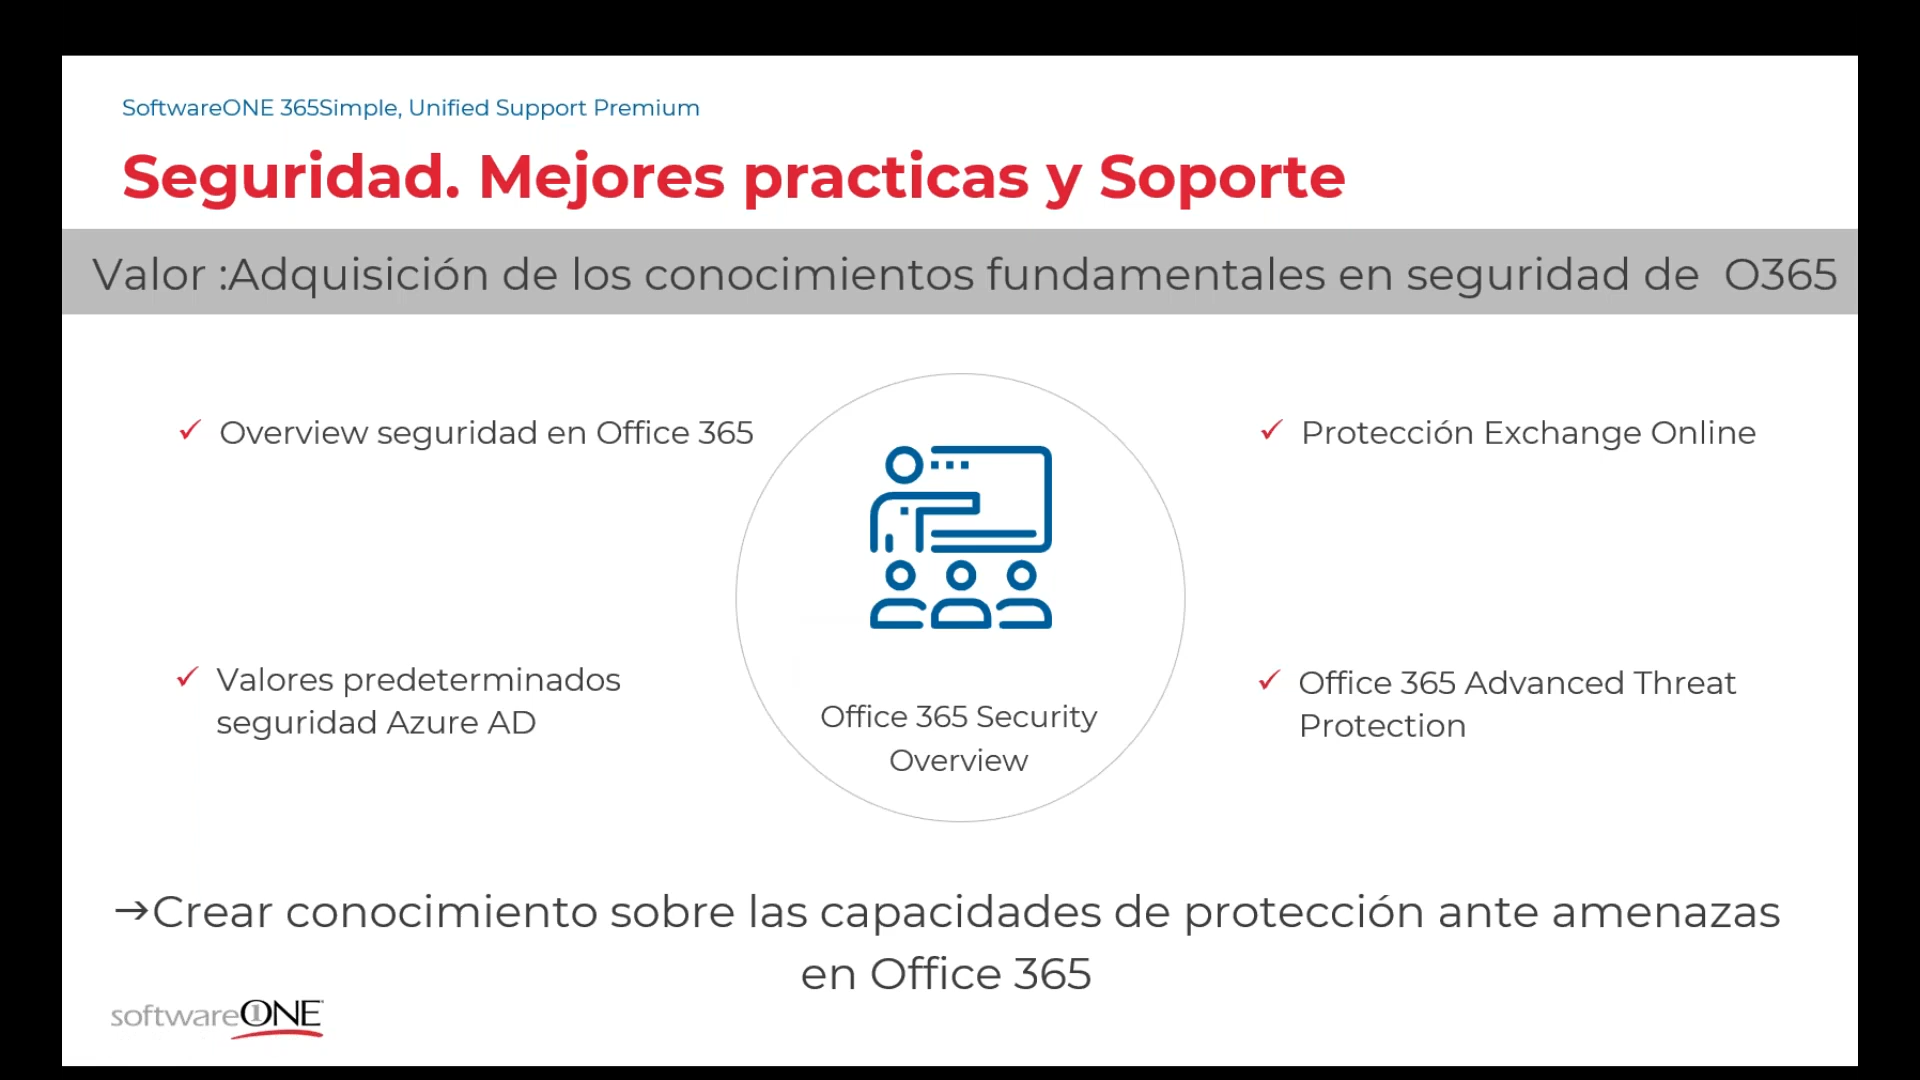 SoftwareONE 365Simple, Unified Support Premium
Seguridad. Mejores practicas y Soporte
Valor :Adquisición de los conocimientos fundamentales en seguridad de  O365
✓ Overview seguridad en Office 365
✓ Valores predeterminados
seguridad Azure AD
Office 365 Security
Overview
✓ Protección Exchange Online
✓ Office 365 Advanced Threat
Protection
→Crear conocimiento sobre las capacidades de protección ante amenazas
en Office 365
softwareONE